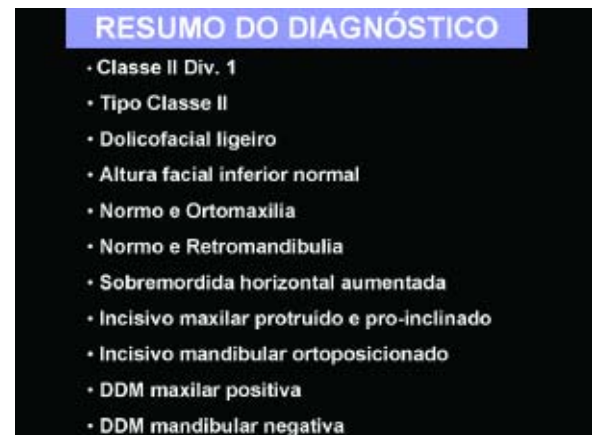 RESUMO DO DIAGNÓSTICO
• Classe II Div. 1
• Tipo Classe II
• Dolicofacial ligeiro
• Altura facial inferior normal
• Normo e Ortomaxilia
• Normo e Retromandibulia
• Sobremordida horizontal aumentada
• Incisivo maxilar protruído e pro-inclinado
• Incisivo mandibular ortoposicionado
• DDM maxilar positiva
• DDM mandibular negativa